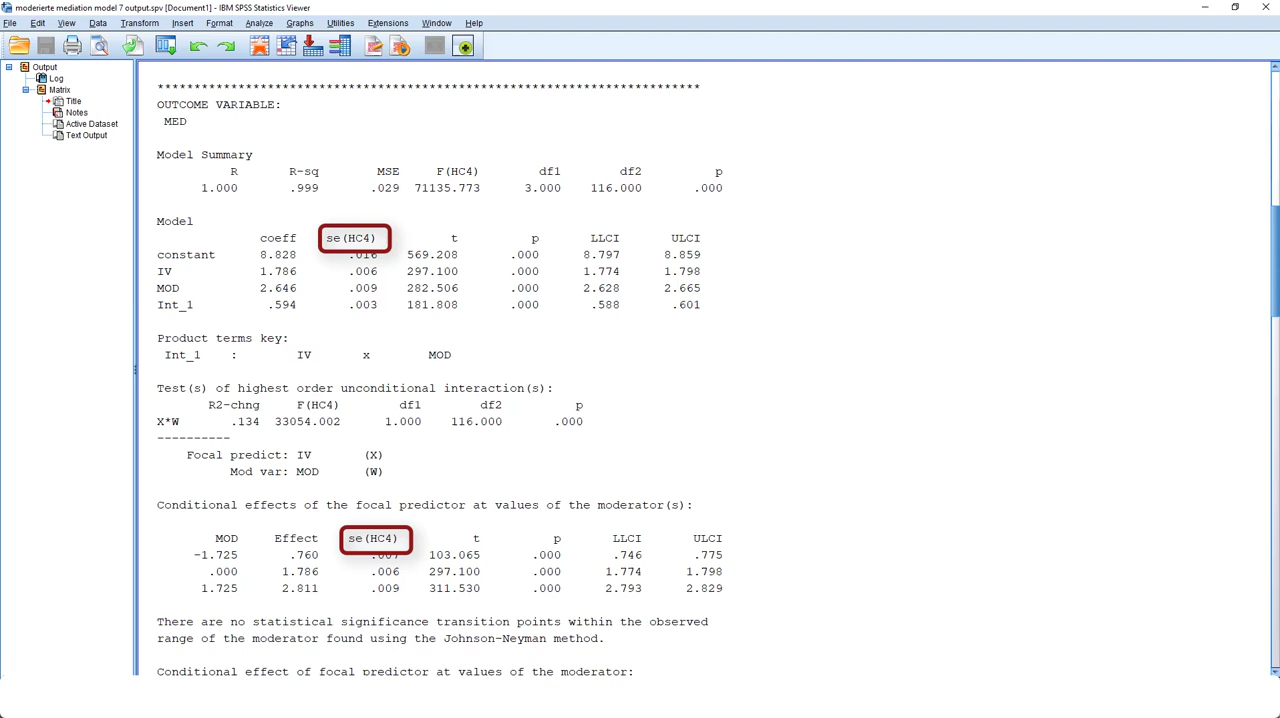 moderierte mediation model 7 output.spv [Document1] - IBM SPSS Statistics Viewer
File Edit View Data Transform Insert Format Analyze Graphs Utilities Extensions Window Help
Output
Log
Matrix
Title
Notes
Active Dataset
Text Output
**************************************************************************
OUTCOME VARIABLE:
MED
Model Summary
R R-sq MSE F(HC4) df1 df2 p
1.000 .999 .029 71135.773 3.000 116.000 .000
Model
coeff se(HC4) t p LLCI ULCI
constant 8.828 .016 569.208 .000 8.797 8.859
IV 1.786 .006 297.100 .000 1.774 1.798
MOD 2.646 .009 282.506 .000 2.628 2.665
Int_1 .594 .003 181.808 .000 .588 .601
Product terms key:
Int_1 : IV x MOD
Test(s) of highest order unconditional interaction(s):
R2-chng F(HC4) df1 df2 p
X*W .134 33054.002 1.000 116.000 .000
----------
Focal predict: IV (X)
Mod var: MOD (W)
Conditional effects of the focal predictor at values of the moderator(s):
MOD Effect se(HC4) t p LLCI ULCI
-1.725 .760 .007 103.065 .000 .746 .775
.000 1.786 .006 297.100 .000 1.774 1.798
1.725 2.811 .009 311.530 .000 2.793 2.829
There are no statistical significance transition points within the observed
range of the moderator found using the Johnson-Neyman method.
Conditional effect of focal predictor at values of the moderator: